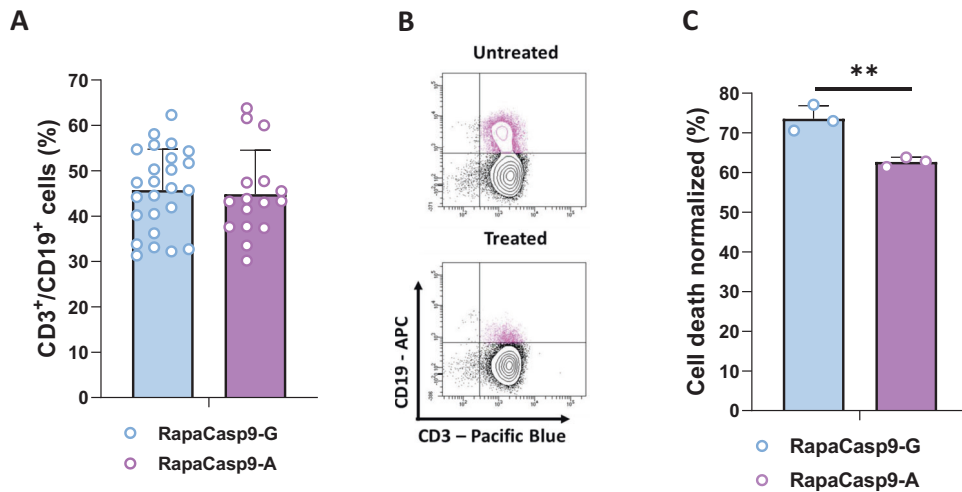 A
CD3+/CD19+ cells (%)
70
60
50
40
30
20
10
0
RapaCasp9-G
RapaCasp9-A
B
Untreated
Treated
CD19 - APC
CD3 – Pacific Blue
C
**
Cell death normalized (%)
80
70
60
50
40
30
20
10
0
RapaCasp9-G
RapaCasp9-A